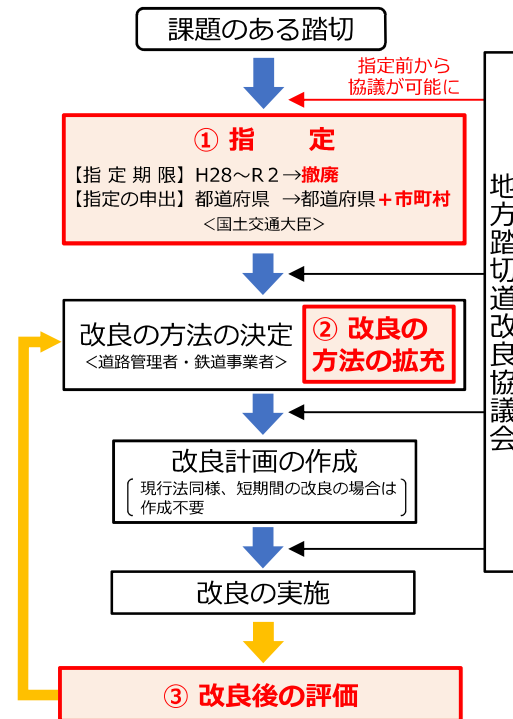 課題のある踏切
指定前から
協議が可能に
① 指 定
【指 定 期 限】H28～R２→撤廃
【指定の申出】都道府県 →都道府県＋市町村
＜国土交通大臣＞
地方踏切道改良協議会
改良の方法の決定
＜道路管理者・鉄道事業者＞
② 改良の
方法の拡充
改良計画の作成
現行法同様、短期間の改良の場合は
作成不要
改良の実施
③ 改良後の評価